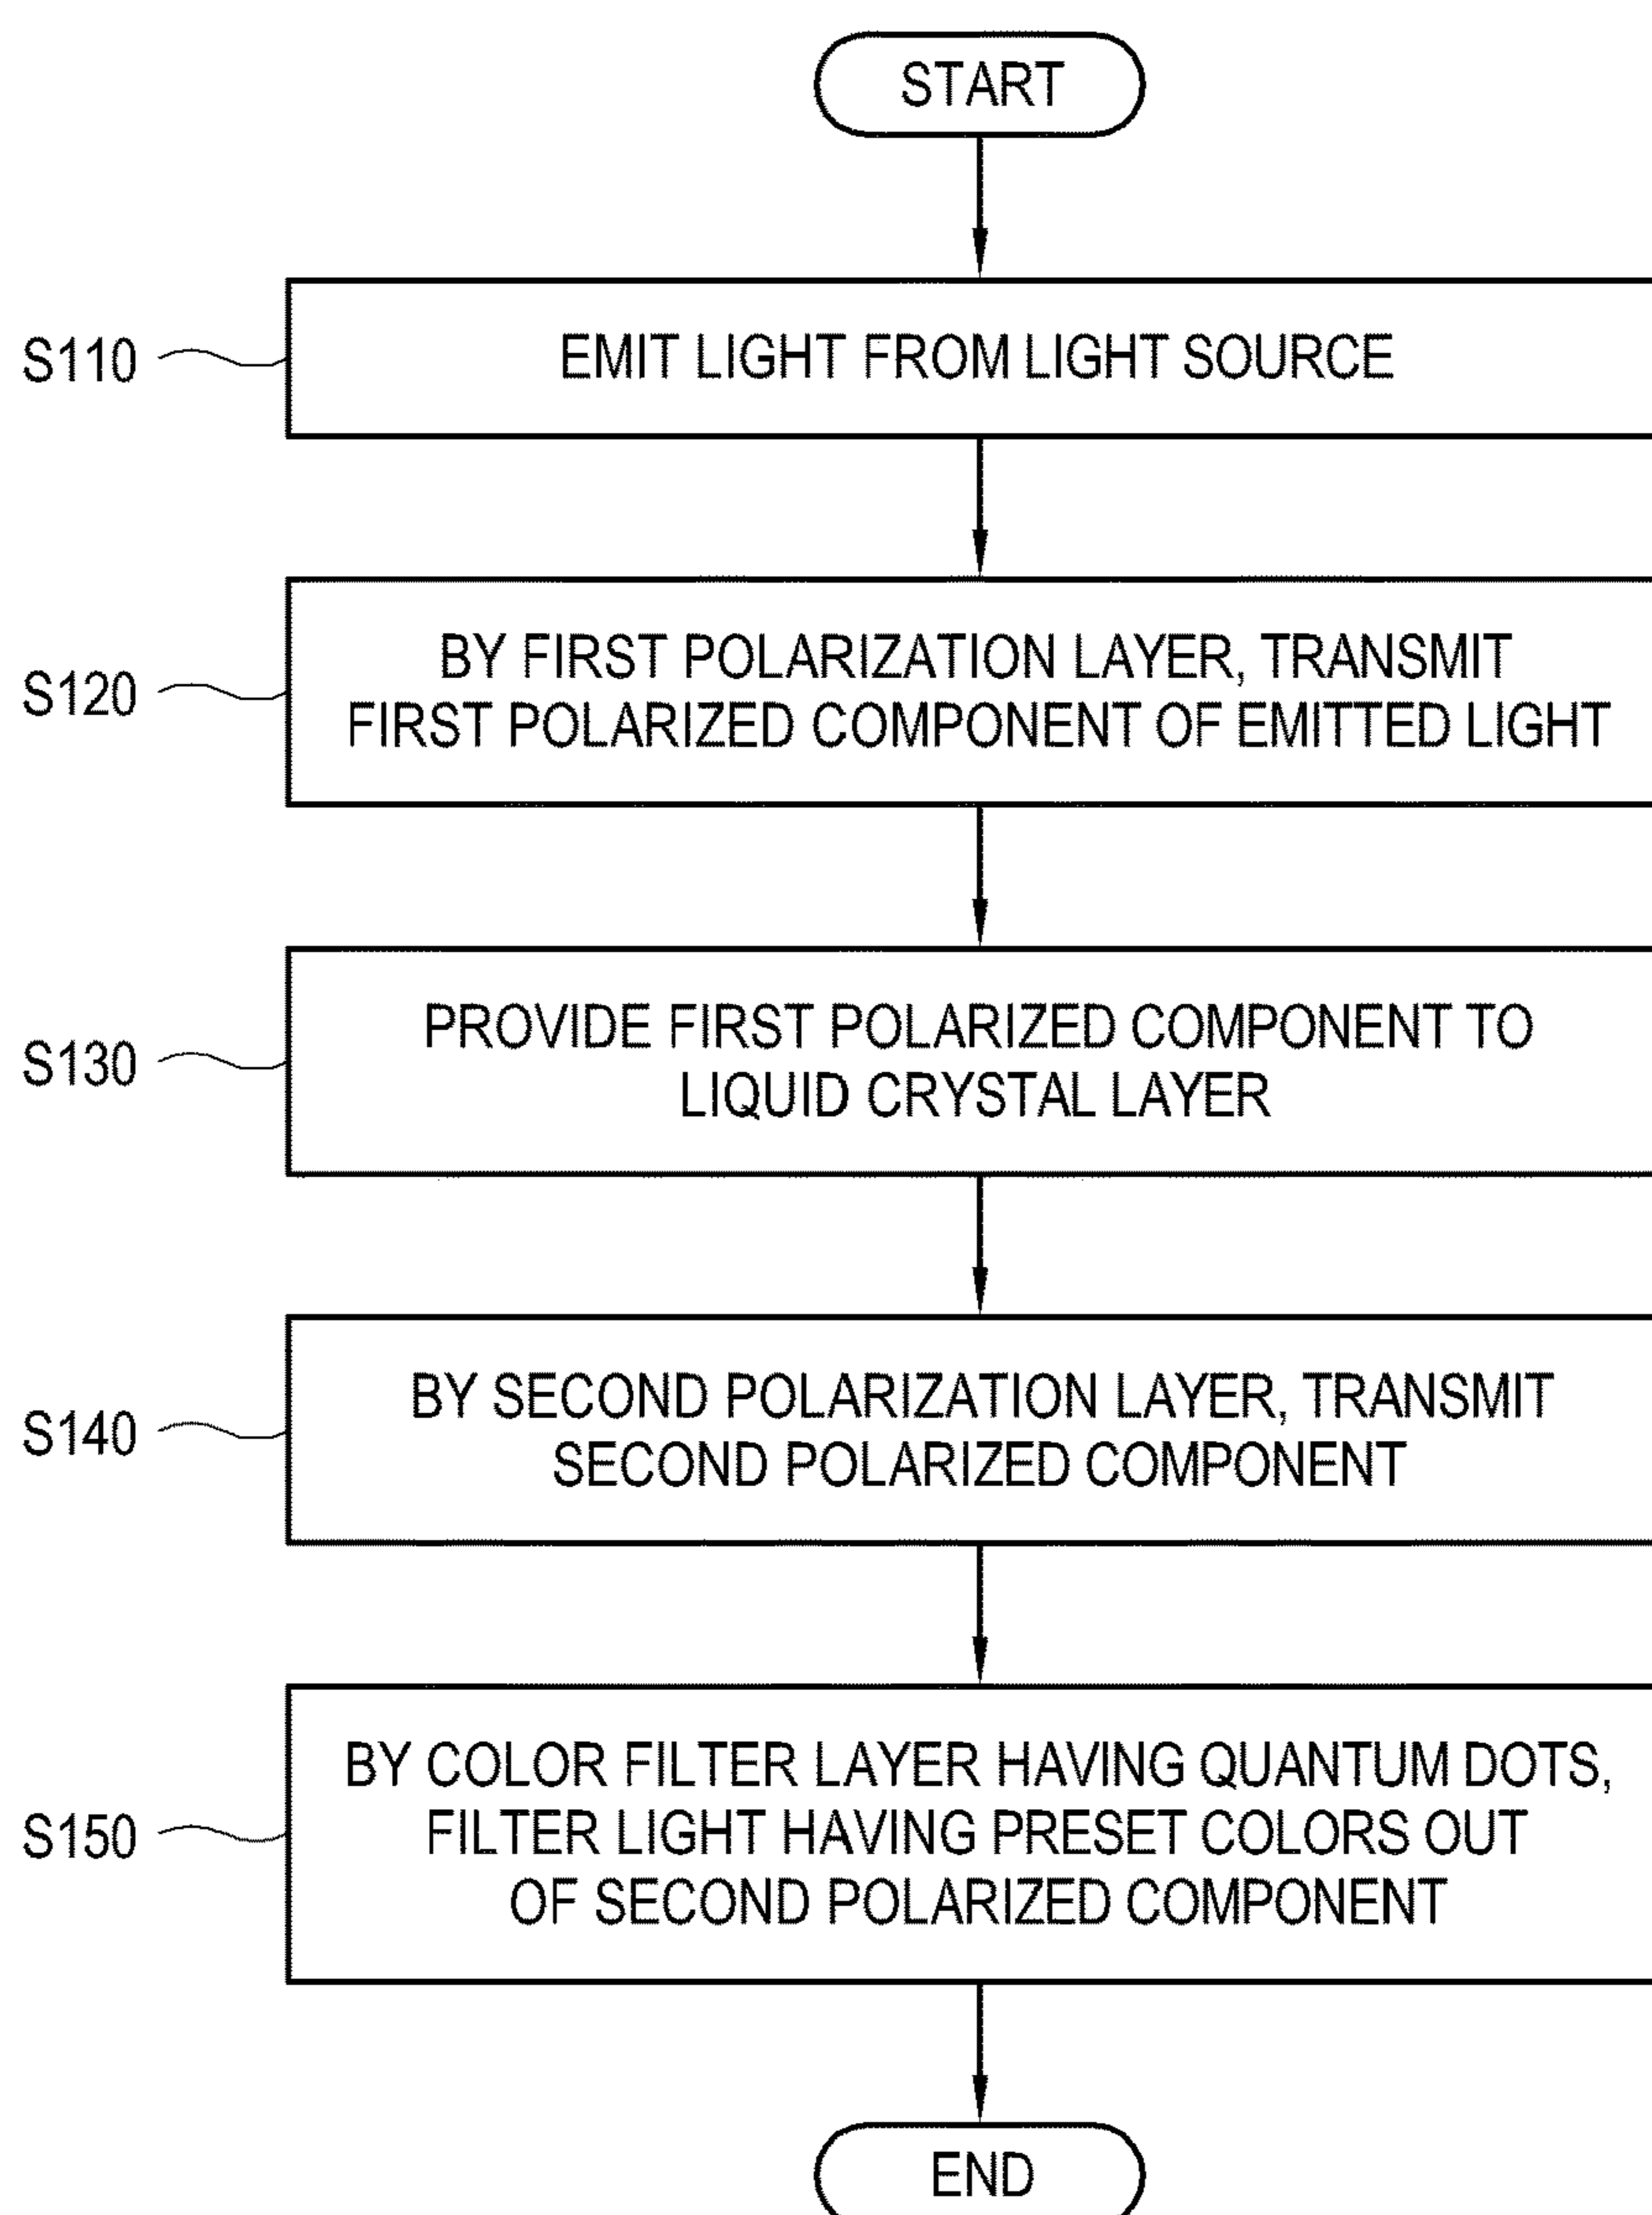 START
S110
EMIT LIGHT FROM LIGHT SOURCE
S120
BY FIRST POLARIZATION LAYER, TRANSMIT
FIRST POLARIZED COMPONENT OF EMITTED LIGHT
S130
PROVIDE FIRST POLARIZED COMPONENT TO
LIQUID CRYSTAL LAYER
S140
BY SECOND POLARIZATION LAYER, TRANSMIT
SECOND POLARIZED COMPONENT
S150
BY COLOR FILTER LAYER HAVING QUANTUM DOTS,
FILTER LIGHT HAVING PRESET COLORS OUT
OF SECOND POLARIZED COMPONENT
END